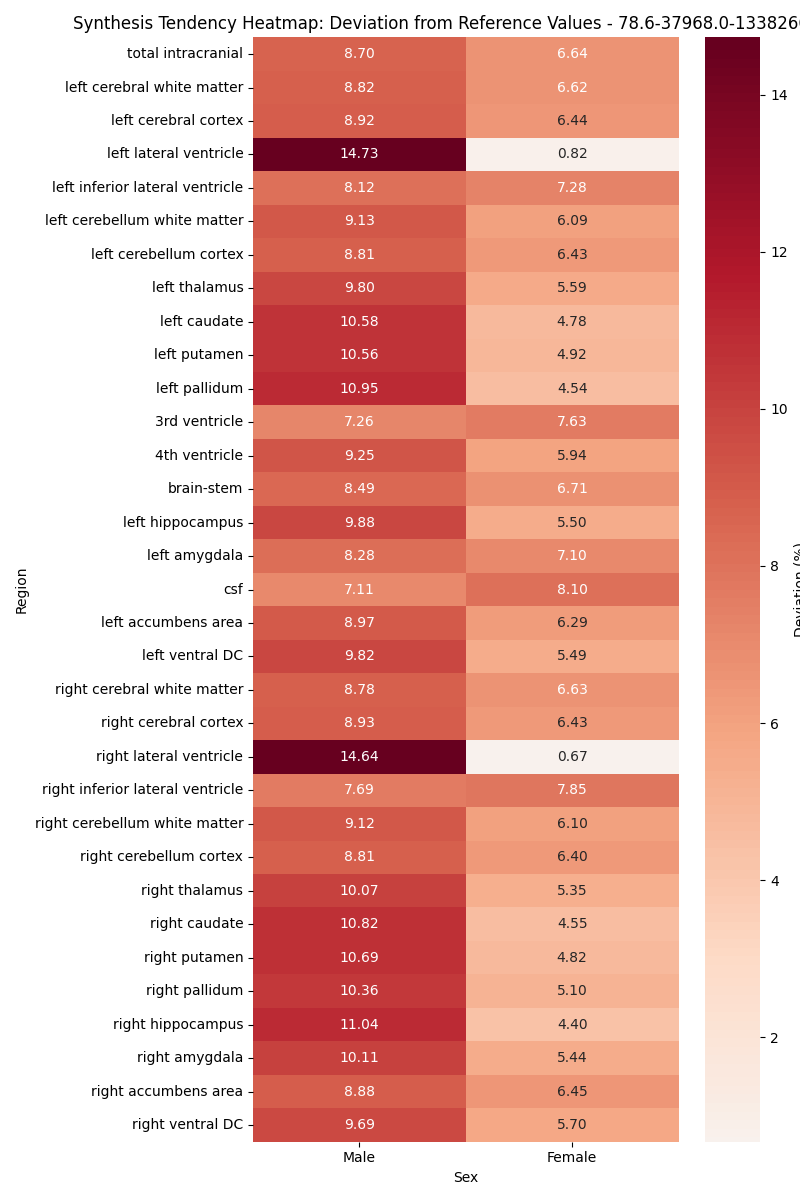 Synthesis Tendency Heatmap: Deviation from Reference Values - 78.6-37968.0-133826
total intracranial 8.70 6.64
left cerebral white matter 8.82 6.62
left cerebral cortex 8.92 6.44
left lateral ventricle 14.73 0.82
left inferior lateral ventricle 8.12 7.28
left cerebellum white matter 9.13 6.09
left cerebellum cortex 8.81 6.43
left thalamus 9.80 5.59
left caudate 10.58 4.78
left putamen 10.56 4.92
left pallidum 10.95 4.54
3rd ventricle 7.26 7.63
4th ventricle 9.25 5.94
brain-stem 8.49 6.71
left hippocampus 9.88 5.50
left amygdala 8.28 7.10
csf 7.11 8.10
left accumbens area 8.97 6.29
left ventral DC 9.82 5.49
right cerebral white matter 8.78 6.63
right cerebral cortex 8.93 6.43
right lateral ventricle 14.64 0.67
right inferior lateral ventricle 7.69 7.85
right cerebellum white matter 9.12 6.10
right cerebellum cortex 8.81 6.40
right thalamus 10.07 5.35
right caudate 10.82 4.55
right putamen 10.69 4.82
right pallidum 10.36 5.10
right hippocampus 11.04 4.40
right amygdala 10.11 5.44
right accumbens area 8.88 6.45
right ventral DC 9.69 5.70
Male Female
Sex
Region
14
12
10
8
6
4
2
Deviation (%)